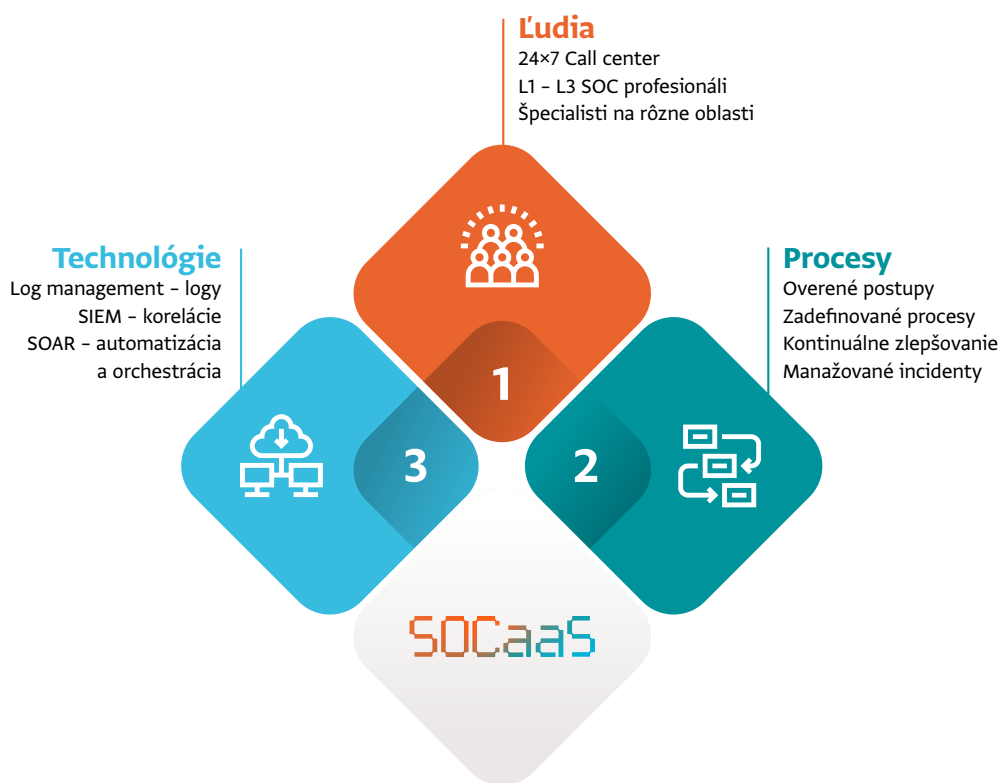 Ľudia
24×7 Call center
L1 – L3 SOC profesionáli
Špecialisti na rôzne oblasti
Technológie
Log management – logy
SIEM – korelácie
SOAR – automatizácia
a orchestrácia
Procesy
Overené postupy
Zadefinované procesy
Kontinuálne zlepšovanie
Manažované incidenty
1
3
2
SOCaaS